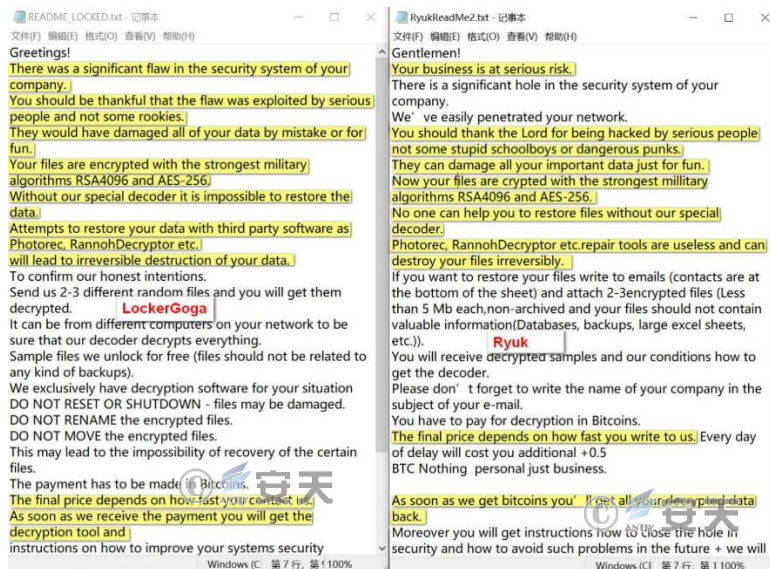 README_LOCKED.txt - 记事本
文件(F) 编辑(E) 格式(O) 查看(V) 帮助(H)
Greetings!
There was a significant flaw in the security system of your
company.
You should be thankful that the flaw was exploited by serious
people and not some rookies.
They would have damaged all of your data by mistake or for
fun.
Your files are encrypted with the strongest military
algorithms RSA4096 and AES-256.
Without our special decoder it is impossible to restore the
data.
Attempts to restore your data with third party software as
Photorec, RannohDecryptor etc.
will lead to irreversible destruction of your data.
To confirm our honest intentions.
Send us 2-3 different random files and you will get them
decrypted.
LockerGoga
It can be from different computers on your network to be
sure that our decoder decrypts everything.
Sample files we unlock for free (files should not be related to
any kind of backups).
We exclusively have decryption software for your situation
DO NOT RESET OR SHUTDOWN - files may be damaged.
DO NOT RENAME the encrypted files.
DO NOT MOVE the encrypted files.
This may lead to the impossibility of recovery of the certain
files.
The payment has to be made in Bitcoins.
The final price depends on how fast you contact us.
As soon as we receive the payment you will get the
decryption tool and
instructions on how to improve your systems security
Windows (C 第 7 行，第 9 100%
© ANTIY 安天
RyukReadMe2.txt - 记事本
文件(F) 编辑(E) 格式(O) 查看(V) 帮助(H)
Gentlemen!
Your business is at serious risk.
There is a significant hole in the security system of your
company.
We've easily penetrated your network.
You should thank the Lord for being hacked by serious people
not some stupid schoolboys or dangerous punks.
They can damage all your important data just for fun.
Now your files are crypted with the strongest millitary
algorithms RSA4096 and AES-256.
No one can help you to restore files without our special
decoder.
Photorec, RannohDecryptor etc.repair tools are useless and can
destroy your files irreversibly.
If you want to restore your files write to emails (contacts are at
the bottom of the sheet) and attach 2-3encrypted files (Less
than 5 Mb each,non-archived and your files should not contain
valuable information(Databases, backups, large excel sheets,
etc.)).
Ryuk
You will receive decrypted samples and our conditions how to
get the decoder.
Please don't forget to write the name of your company in the
subject of your e-mail.
You have to pay for decryption in Bitcoins.
The final price depends on how fast you write to us. Every day
of delay will cost you additional +0.5
BTC Nothing personal just business.
As soon as we get bitcoins you'll get all your decrypted data
back.
Moreover you will get instructions how to close the hole in
security and how to avoid such problems in the future + we will
Windows (CF 第 7 行，第 1 100%
© ANTIY 安天